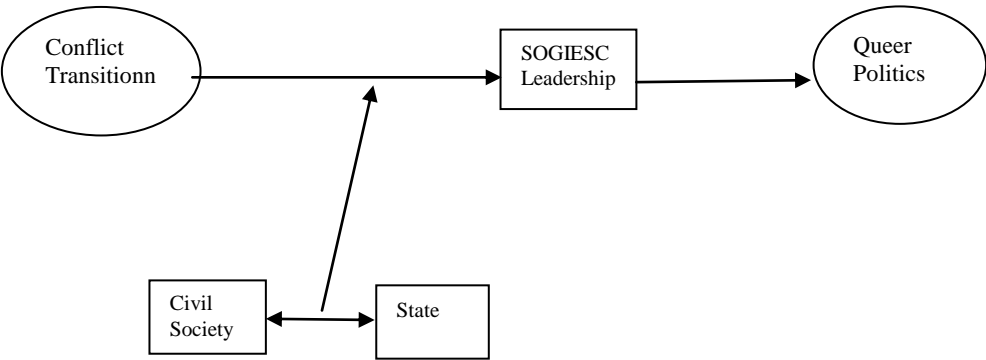 Conflict
Transitionn
SOGIESC
Leadership
Queer
Politics
Civil
Society
State